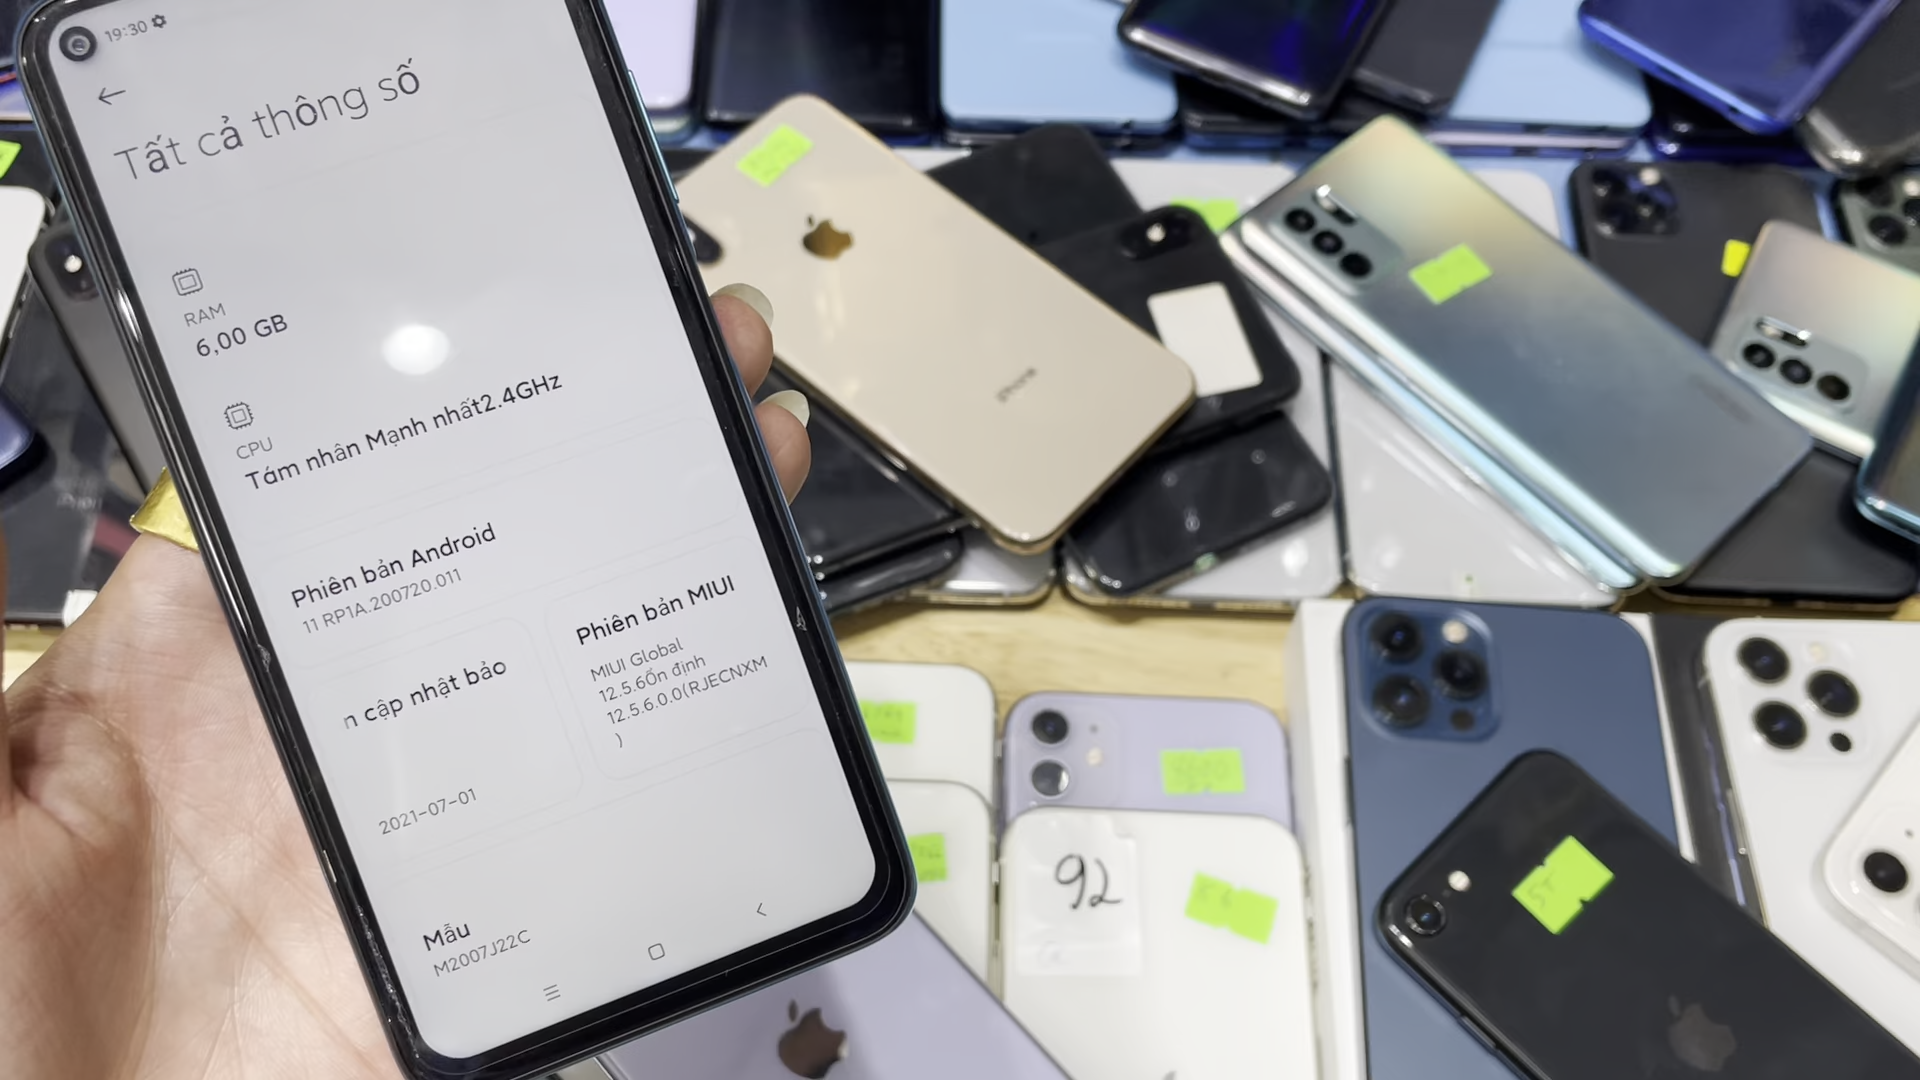 19:30
Tất cả thông số
RAM
6,00 GB
CPU
Tám nhân Mạnh nhất2.4GHz
Phiên bản Android
11 RP1A.200720.011
n cập nhật bảo
2021-07-01
Phiên bản MIUI
MIUI Global
12.5.6Ổn định
12.5.6.0.0(RJECNXM
)
Mẫu
M2007J22C
iPhone
92